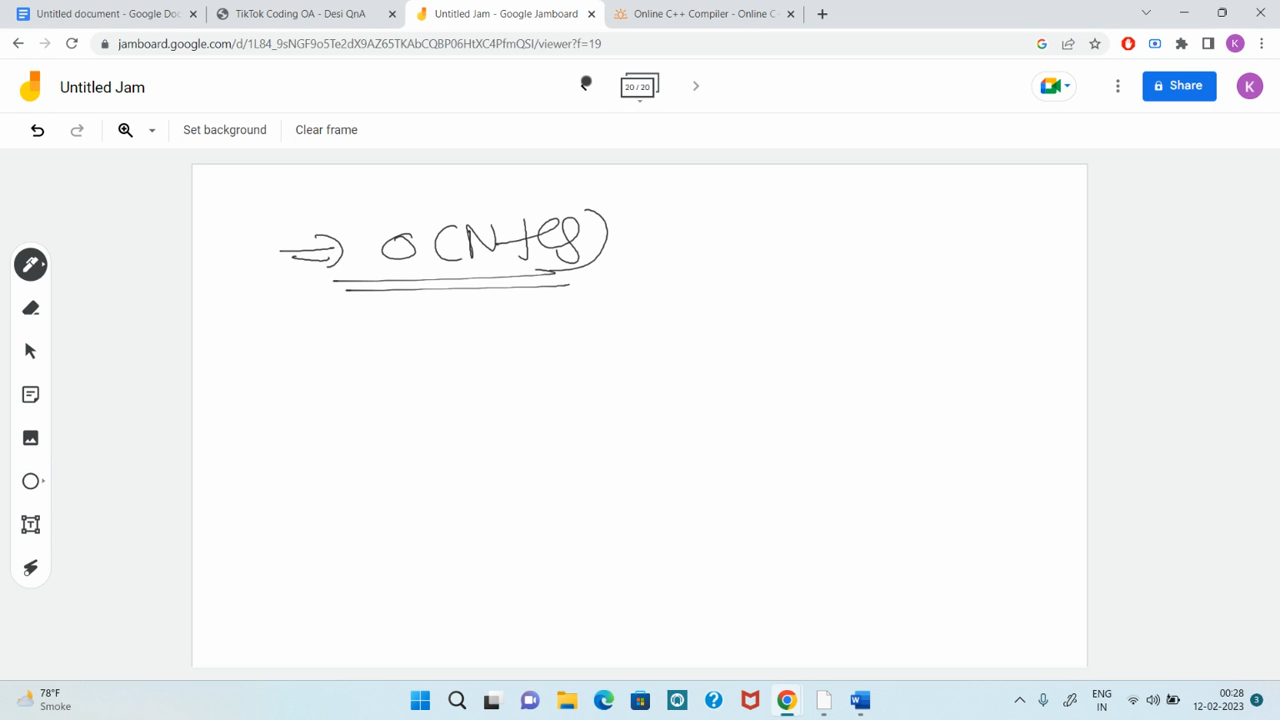 Untitled document - Google Doc
TikTok Coding OA - Desi QnA
Untitled Jam - Google Jamboard
Online C++ Compiler - Online C
jamboard.google.com/d/1L84_9sNGF9o5Te2dX9AZ65TKAbCQBP06HtXC4PfmQSI/viewer?f=19
K
Untitled Jam
20 / 20
Share
K
Set background
Clear frame
⇒ O(N+
78°F
Smoke
ENG
IN
00:28
12-02-2023
3